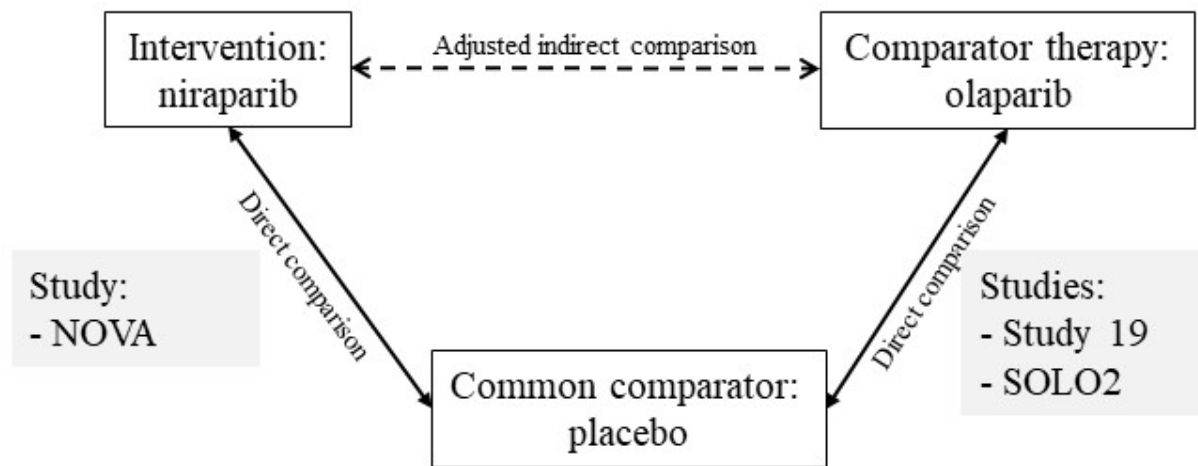 Intervention:
niraparib
Adjusted indirect comparison
Comparator therapy:
olaparib
Direct comparison
Direct comparison
Study:
- NOVA
Studies:
- Study 19
- SOLO2
Common comparator:
placebo